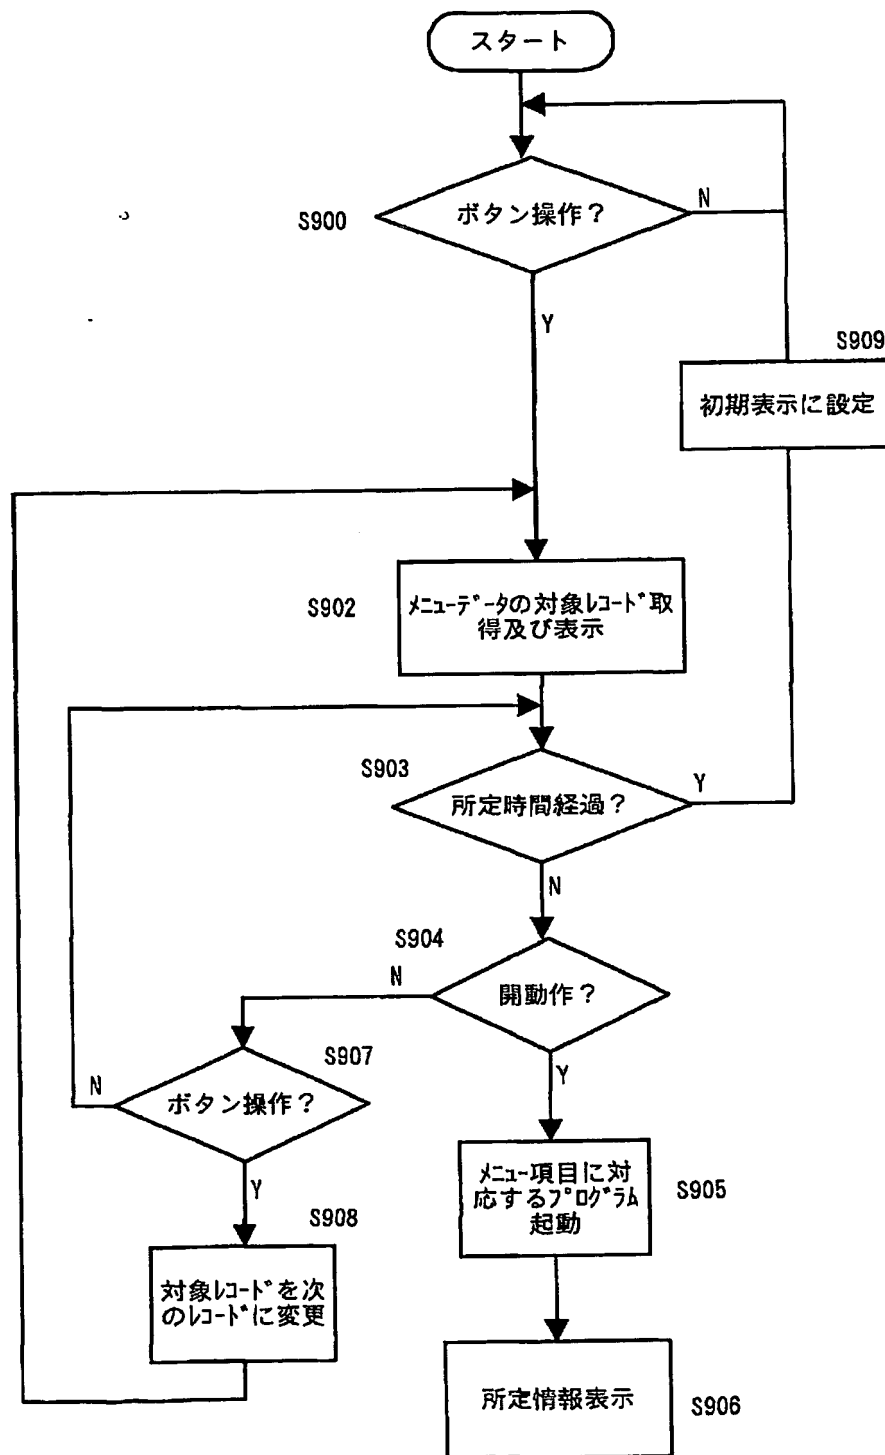 スタート
ボタン操作？
N
S900
Y
S909
初期表示に設定
S902
メニューデータの対象レコード取
得及び表示
S903
所定時間経過？
Y
N
S904
N
開動作？
S907
N
ボタン操作？
Y
Y
メニュー項目に対
応するプログラム
起動
S905
S908
対象レコードを次
のレコードに変更
所定情報表示
S906